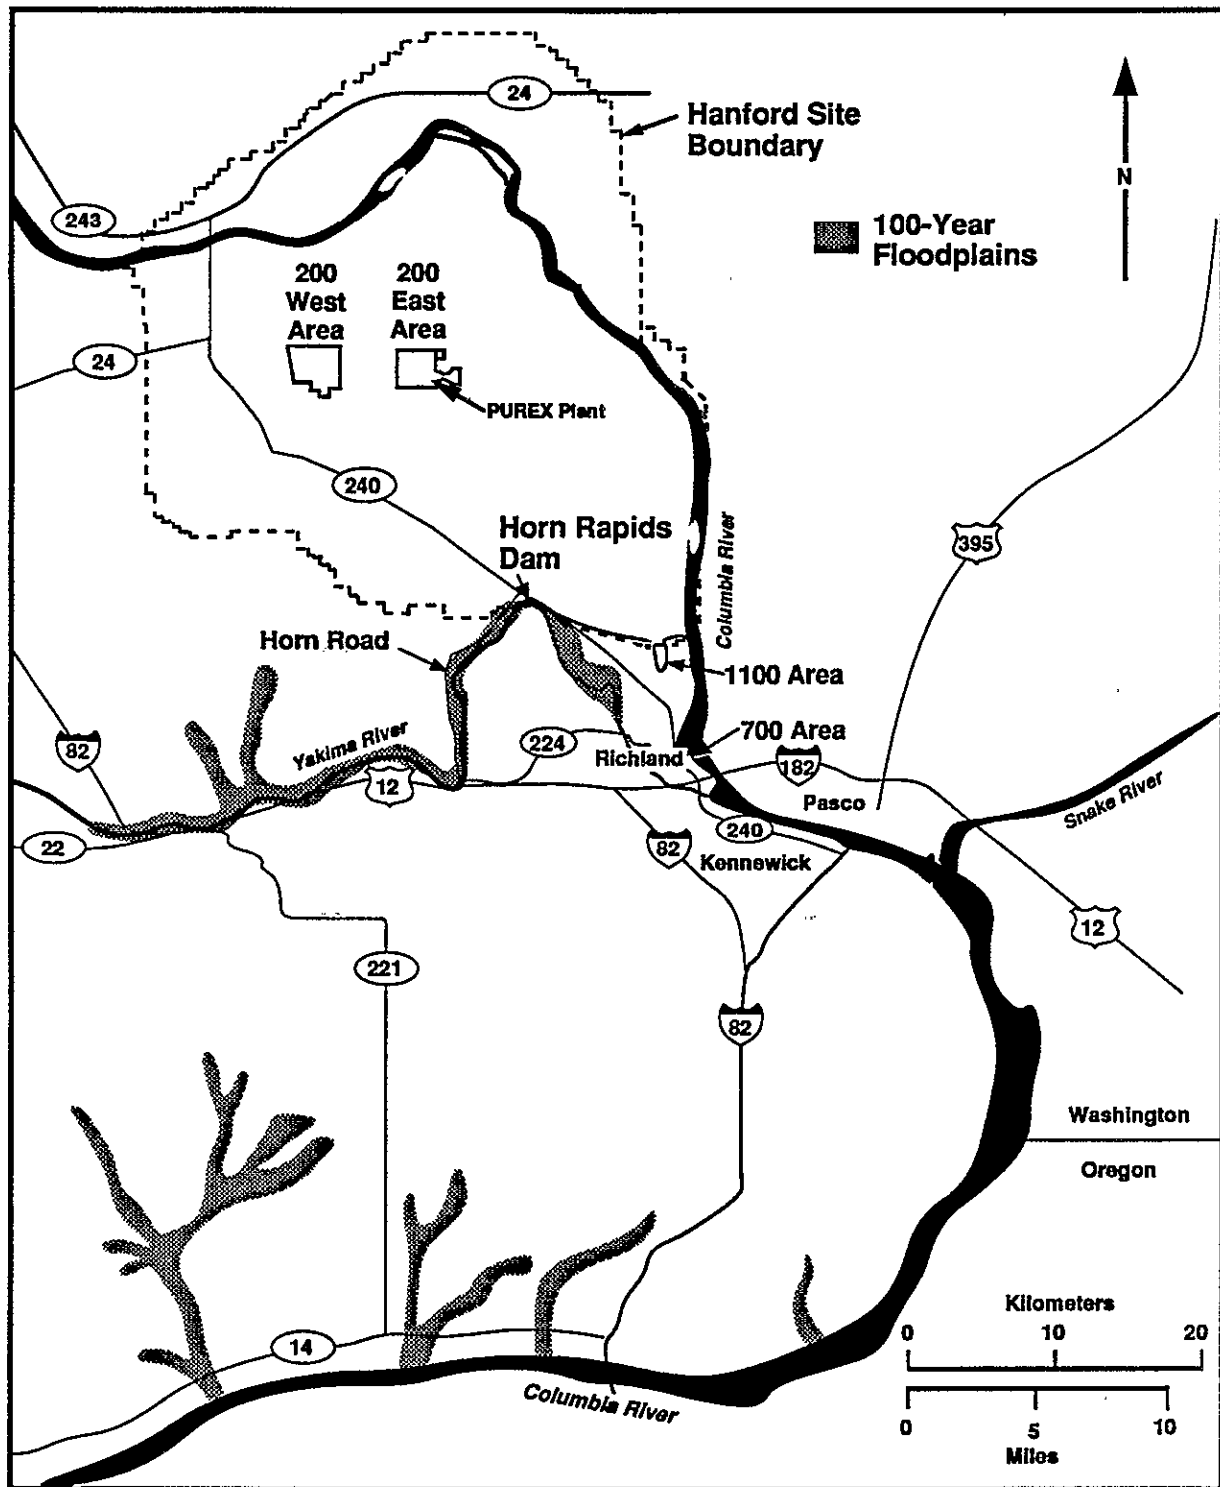 24
Hanford Site
Boundary
N
243
100-Year
Floodplains
200
West
Area
200
East
Area
24
PUREX Plant
240
Horn Rapids
Dam
395
Columbia River
Horn Road
1100 Area
700 Area
82
Yakima River
224
Richland
182
12
Pasco
Snake River
22
240
82
Kennewick
12
221
82
Washington
Oregon
Kilometers
0 10 20
14
Columbia River
0 5 10
Miles